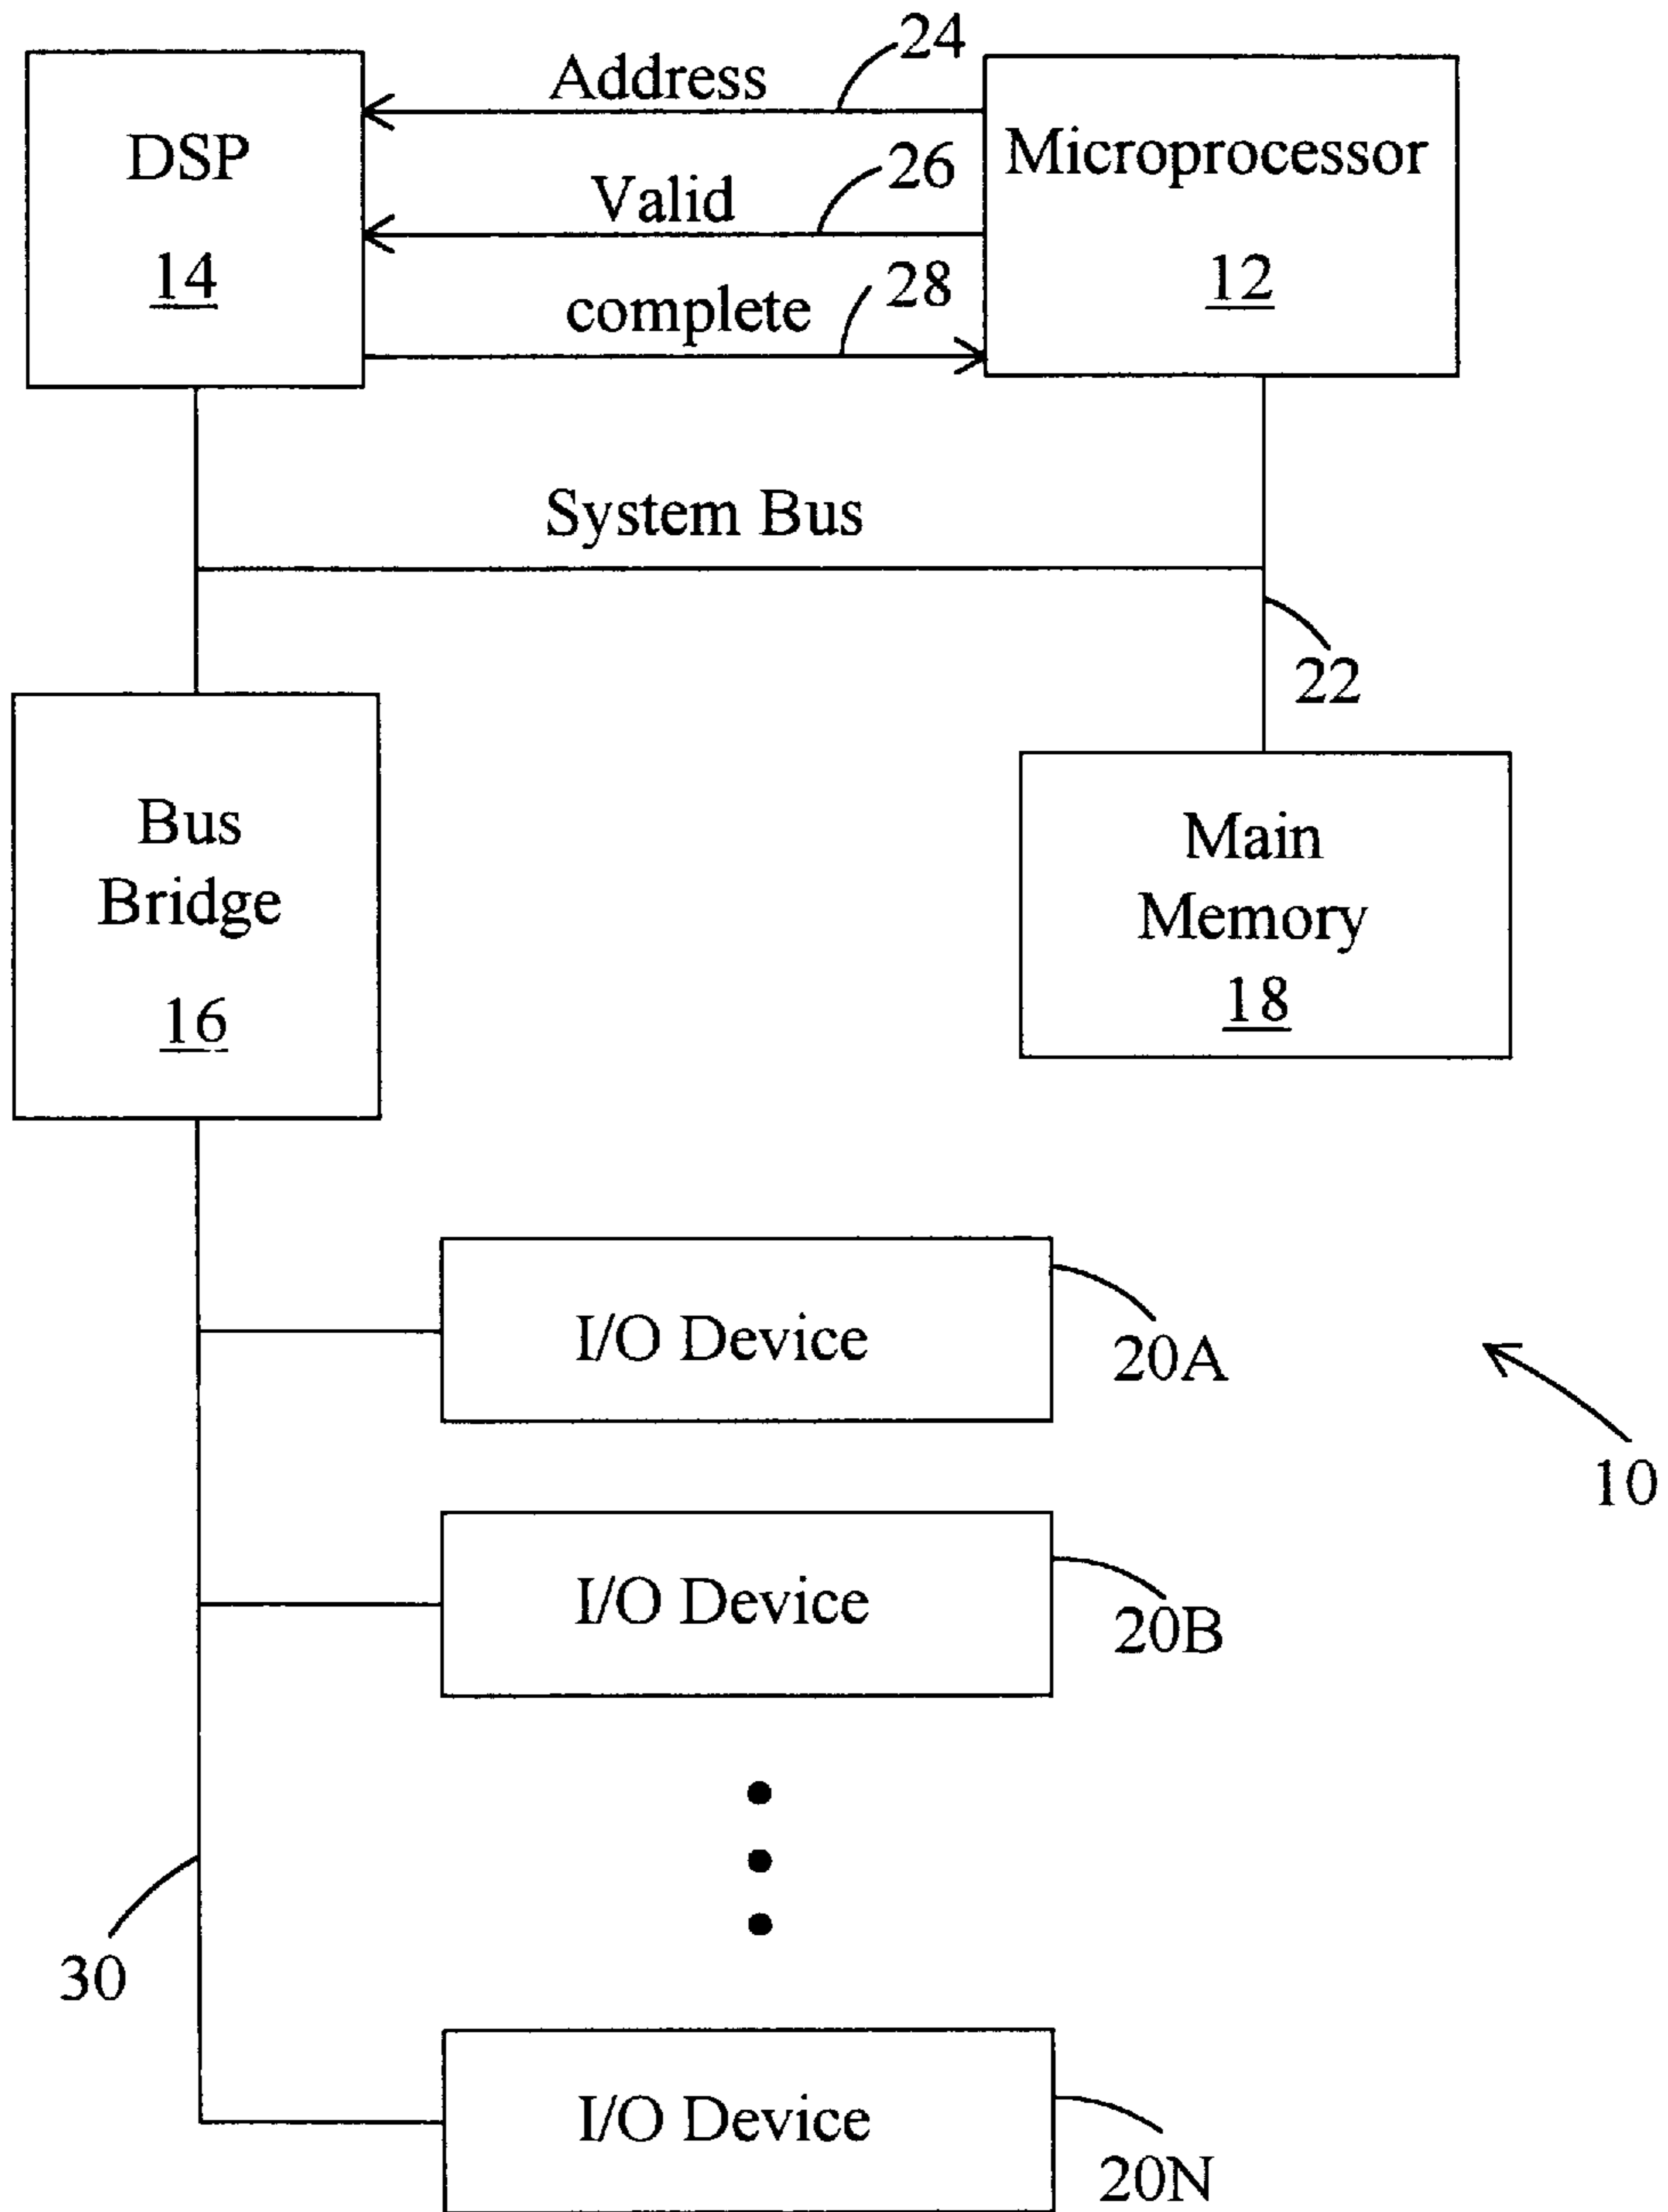 24
Address
DSP
Microprocessor
26
Valid
14
12
28
complete
System Bus
22
Bus
Bridge
16
Main
Memory
18
I/O Device
20A
10
I/O Device
20B
30
I/O Device
20N